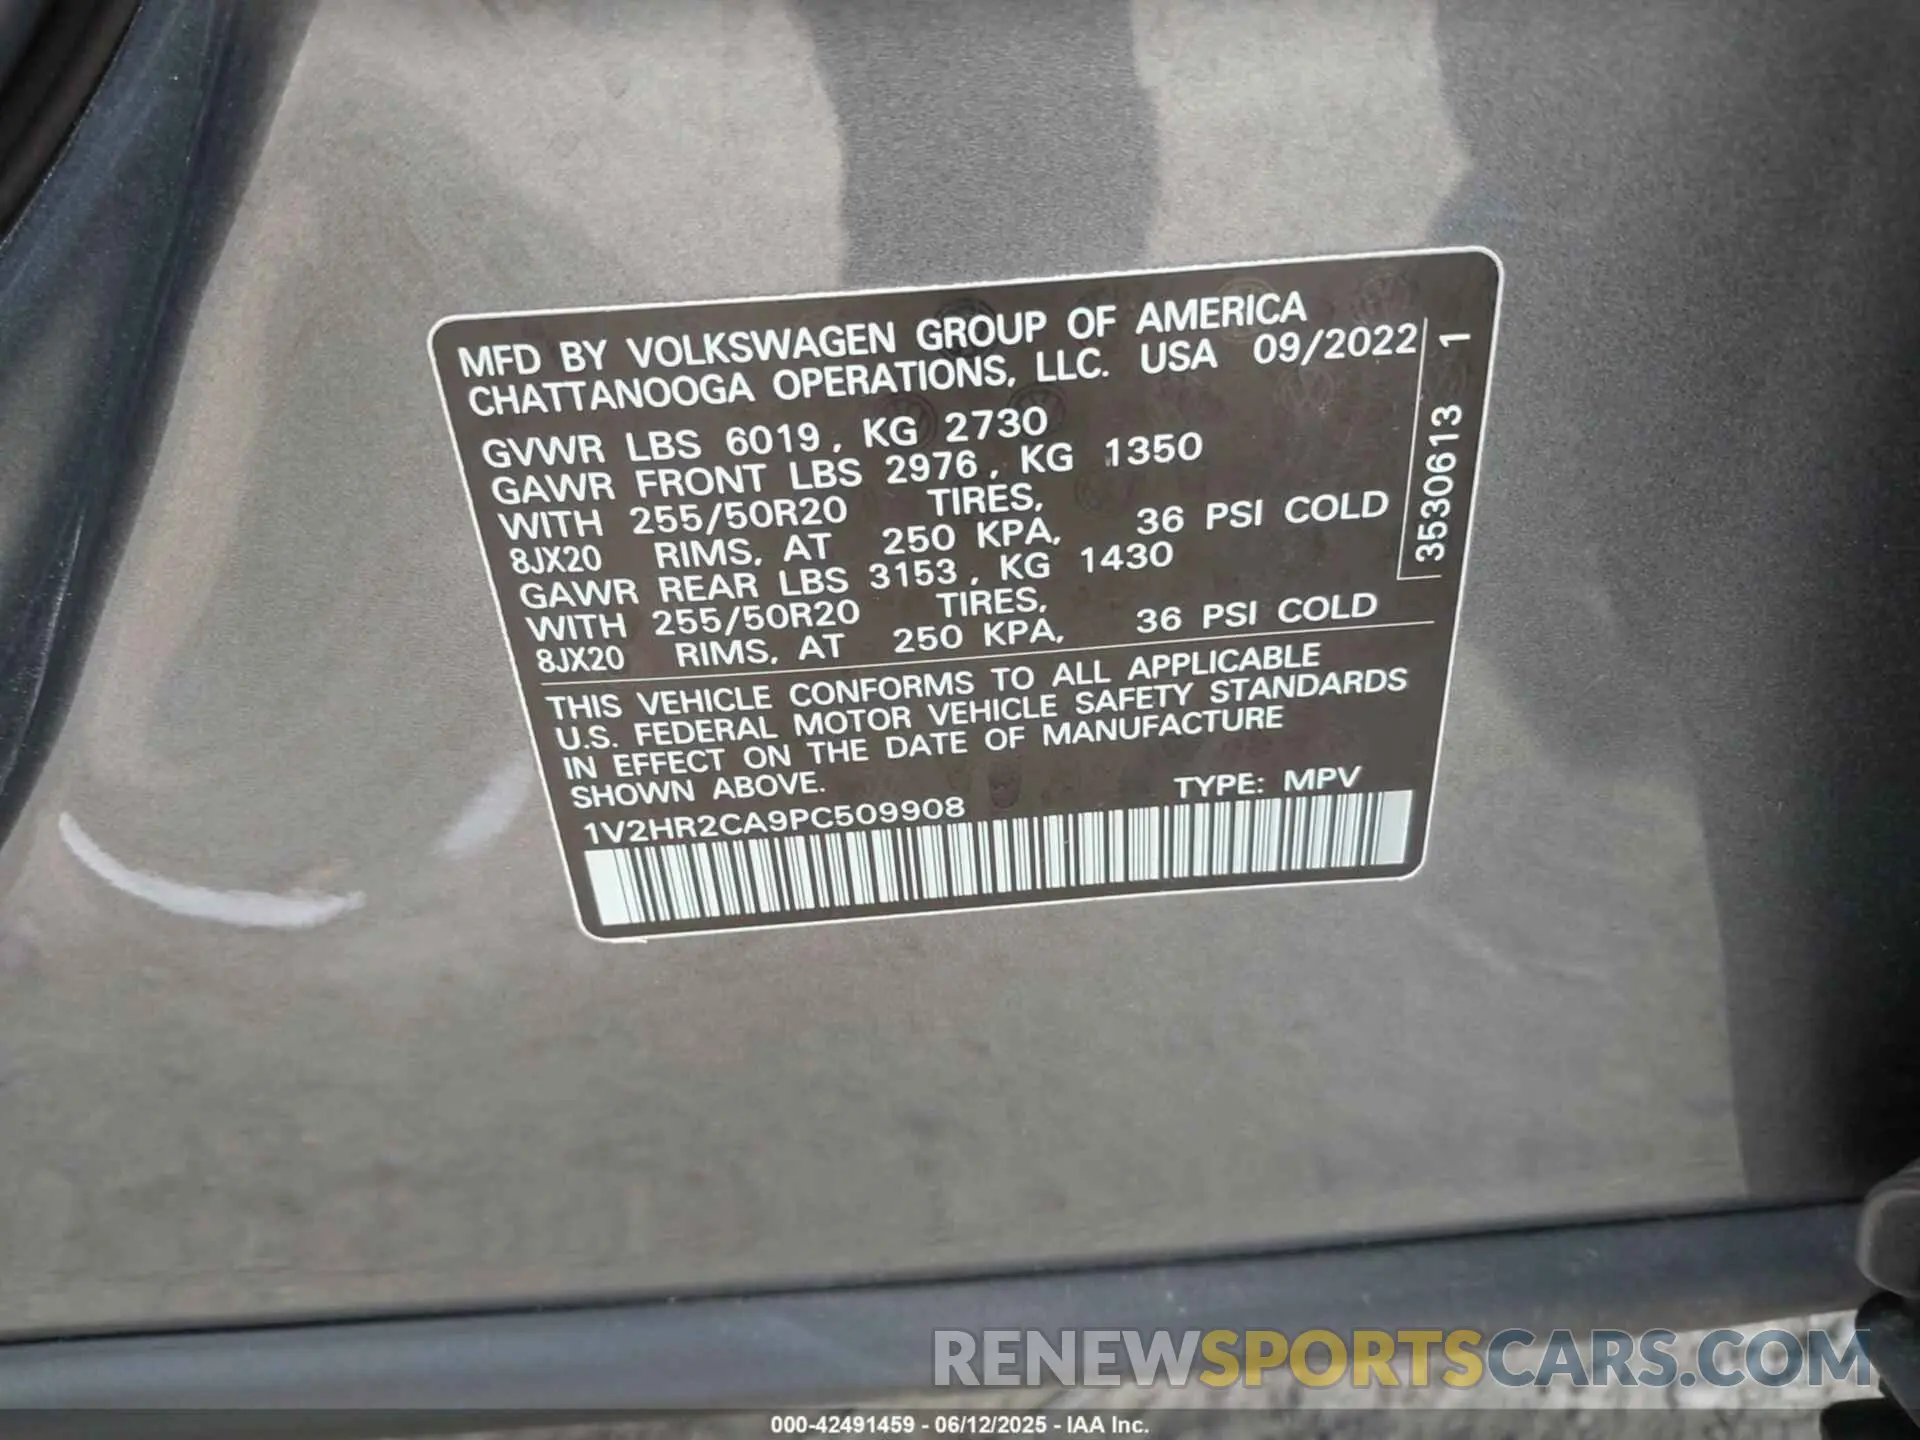 MFD BY VOLKSWAGEN GROUP OF AMERICA
CHATTANOOGA OPERATIONS, LLC. USA 09/2022
GVWR LBS 6019, KG 2730
GAWR FRONT LBS 2976, KG 1350
WITH 255/50R20 TIRES,
8JX20 RIMS, AT 250 KPA, 36 PSI COLD
GAWR REAR LBS 3153, KG 1430
WITH 255/50R20 TIRES,
8JX20 RIMS, AT 250 KPA, 36 PSI COLD
THIS VEHICLE CONFORMS TO ALL APPLICABLE
U.S. FEDERAL MOTOR VEHICLE SAFETY STANDARDS
IN EFFECT ON THE DATE OF MANUFACTURE
SHOWN ABOVE.
TYPE: MPV
1V2HR2CA9PC509908
3530613 1
RENEWSPORTSCARS.COM
000-42491459 - 06/12/2025 - IAA Inc.